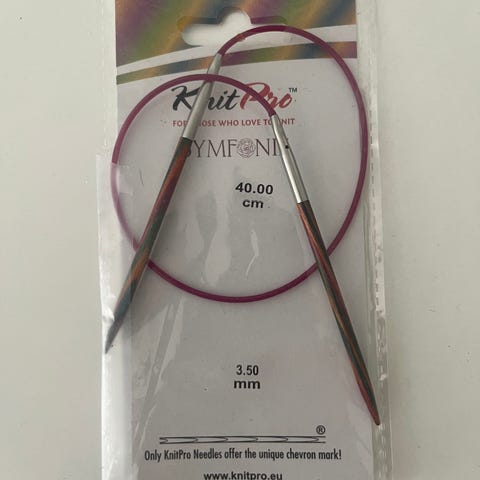 KnitPro™
FOR THOSE WHO LOVE TO KNIT
SYMFONIE
40.00
cm
3.50
mm
®
Only KnitPro Needles offer the unique chevron mark!
www.knitpro.eu